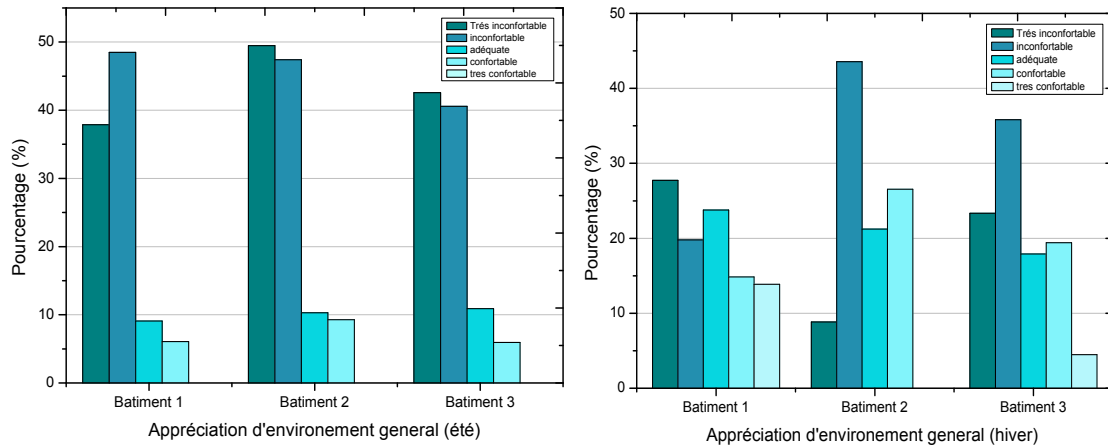 50
40
30
20
10
0
Pourcentage (%)
Trés inconfortable
inconfortable
adéquate
confortable
tres confortable
Batiment 1
Batiment 2
Batiment 3
Appréciation d'environement general (été)
50
40
30
20
10
0
Pourcentage (%)
Trés inconfortable
inconfortable
adéquate
confortable
tres confortable
Batiment 1
Batiment 2
Batiment 3
Appréciation d'environement general (hiver)